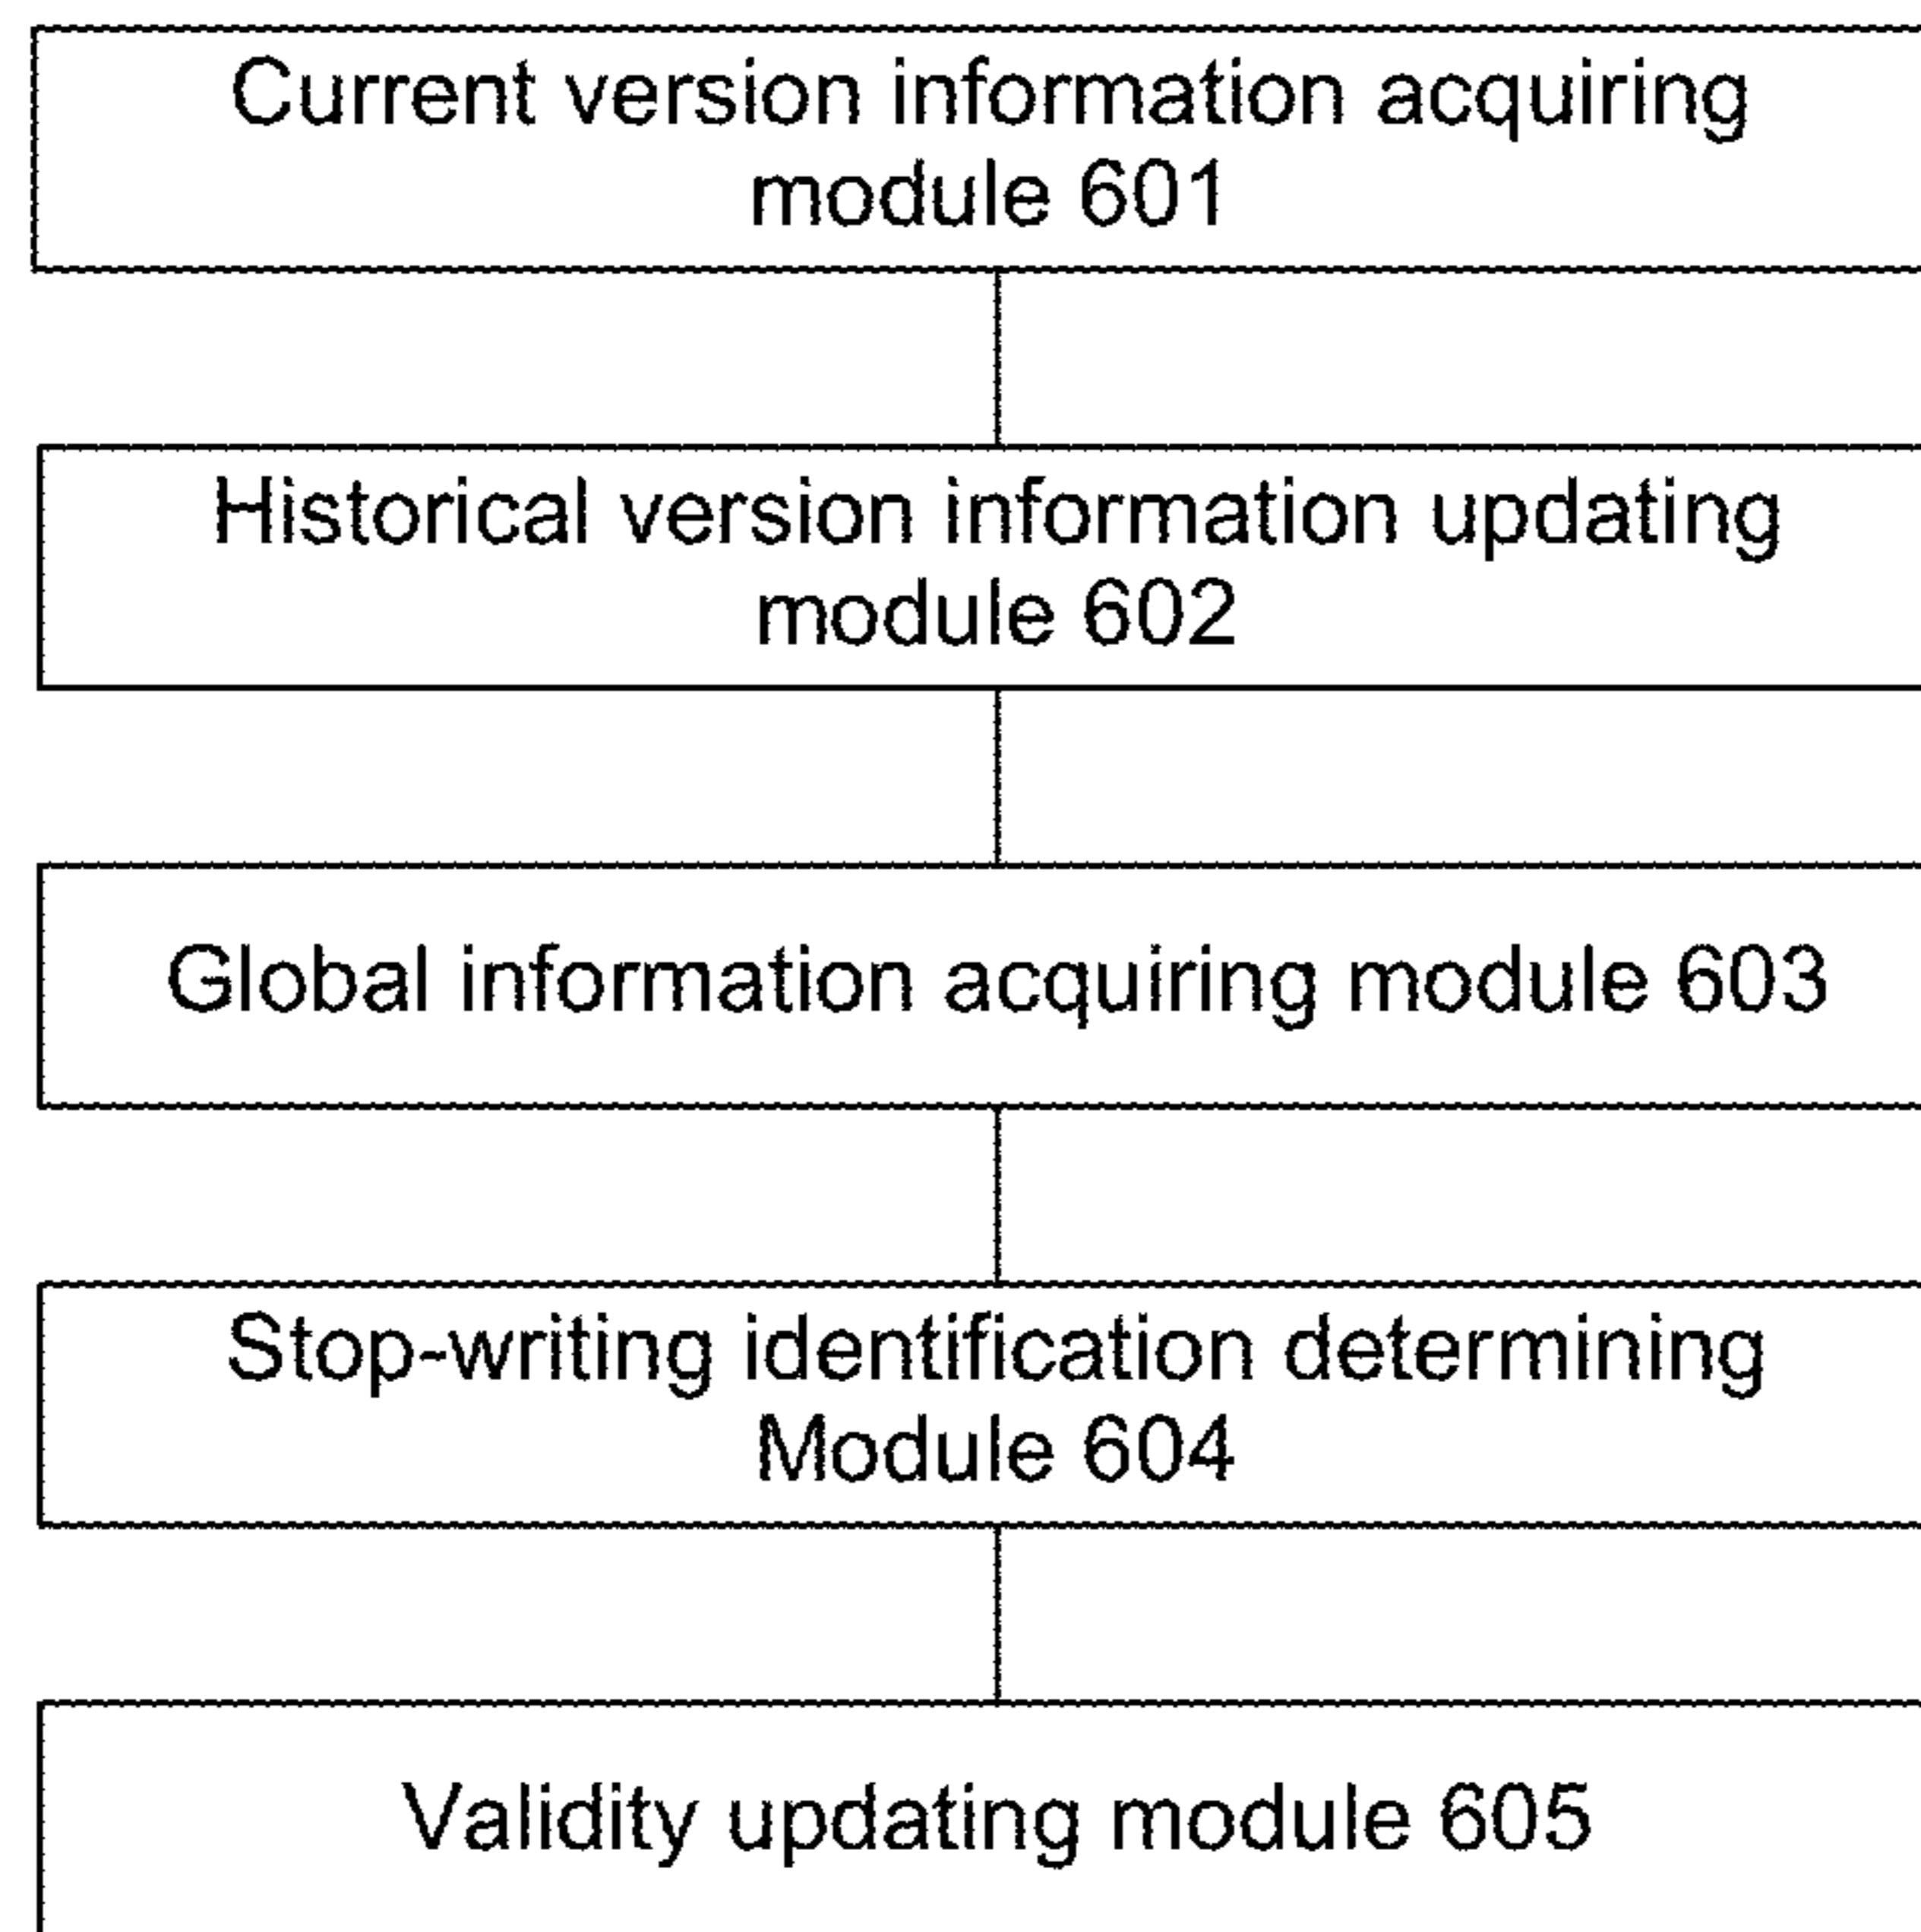 Current version information acquiring
module 601
Historical version information updating
module 602
Global information acquiring module 603
Stop-writing identification determining
Module 604
Validity updating module 605